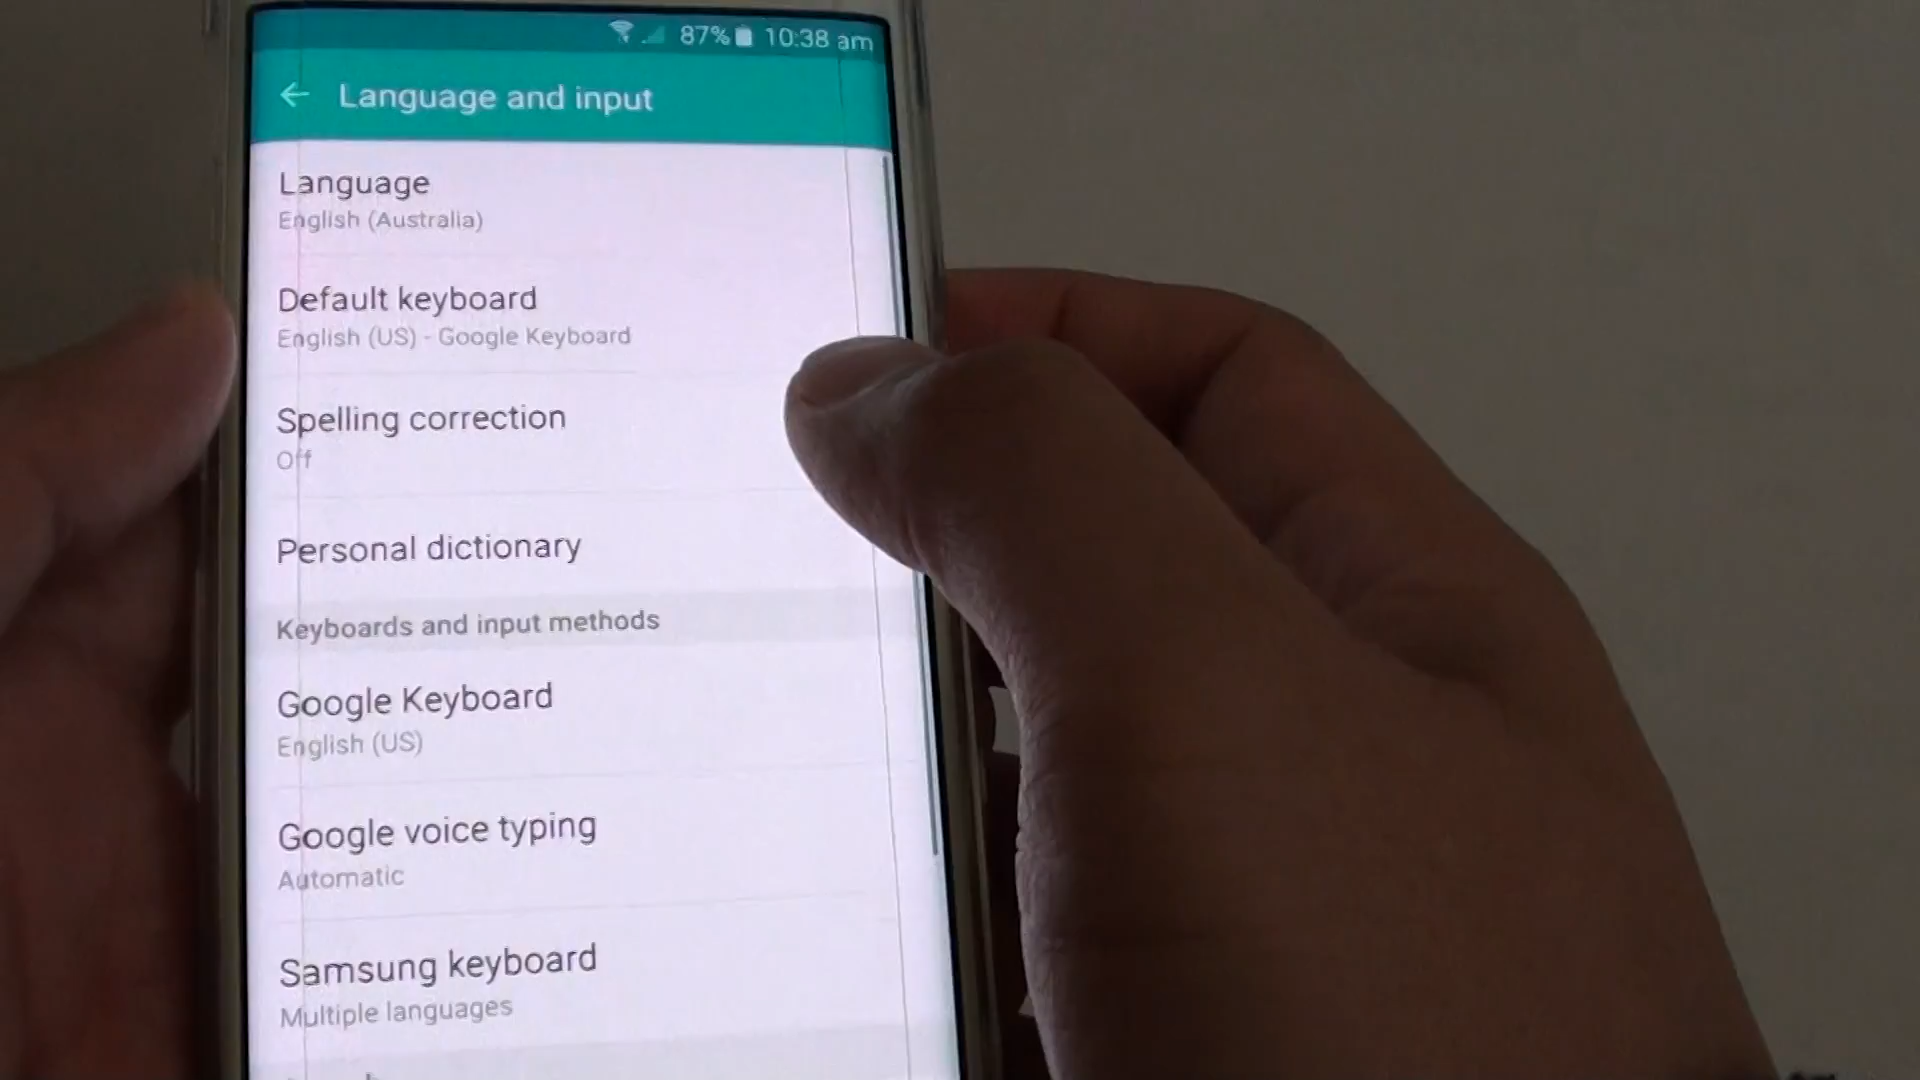 87% 10:38 am
Language and input
Language
English (Australia)
Default keyboard
English (US) - Google Keyboard
Spelling correction
Off
Personal dictionary
Keyboards and input methods
Google Keyboard
English (US)
Google voice typing
Automatic
Samsung keyboard
Multiple languages